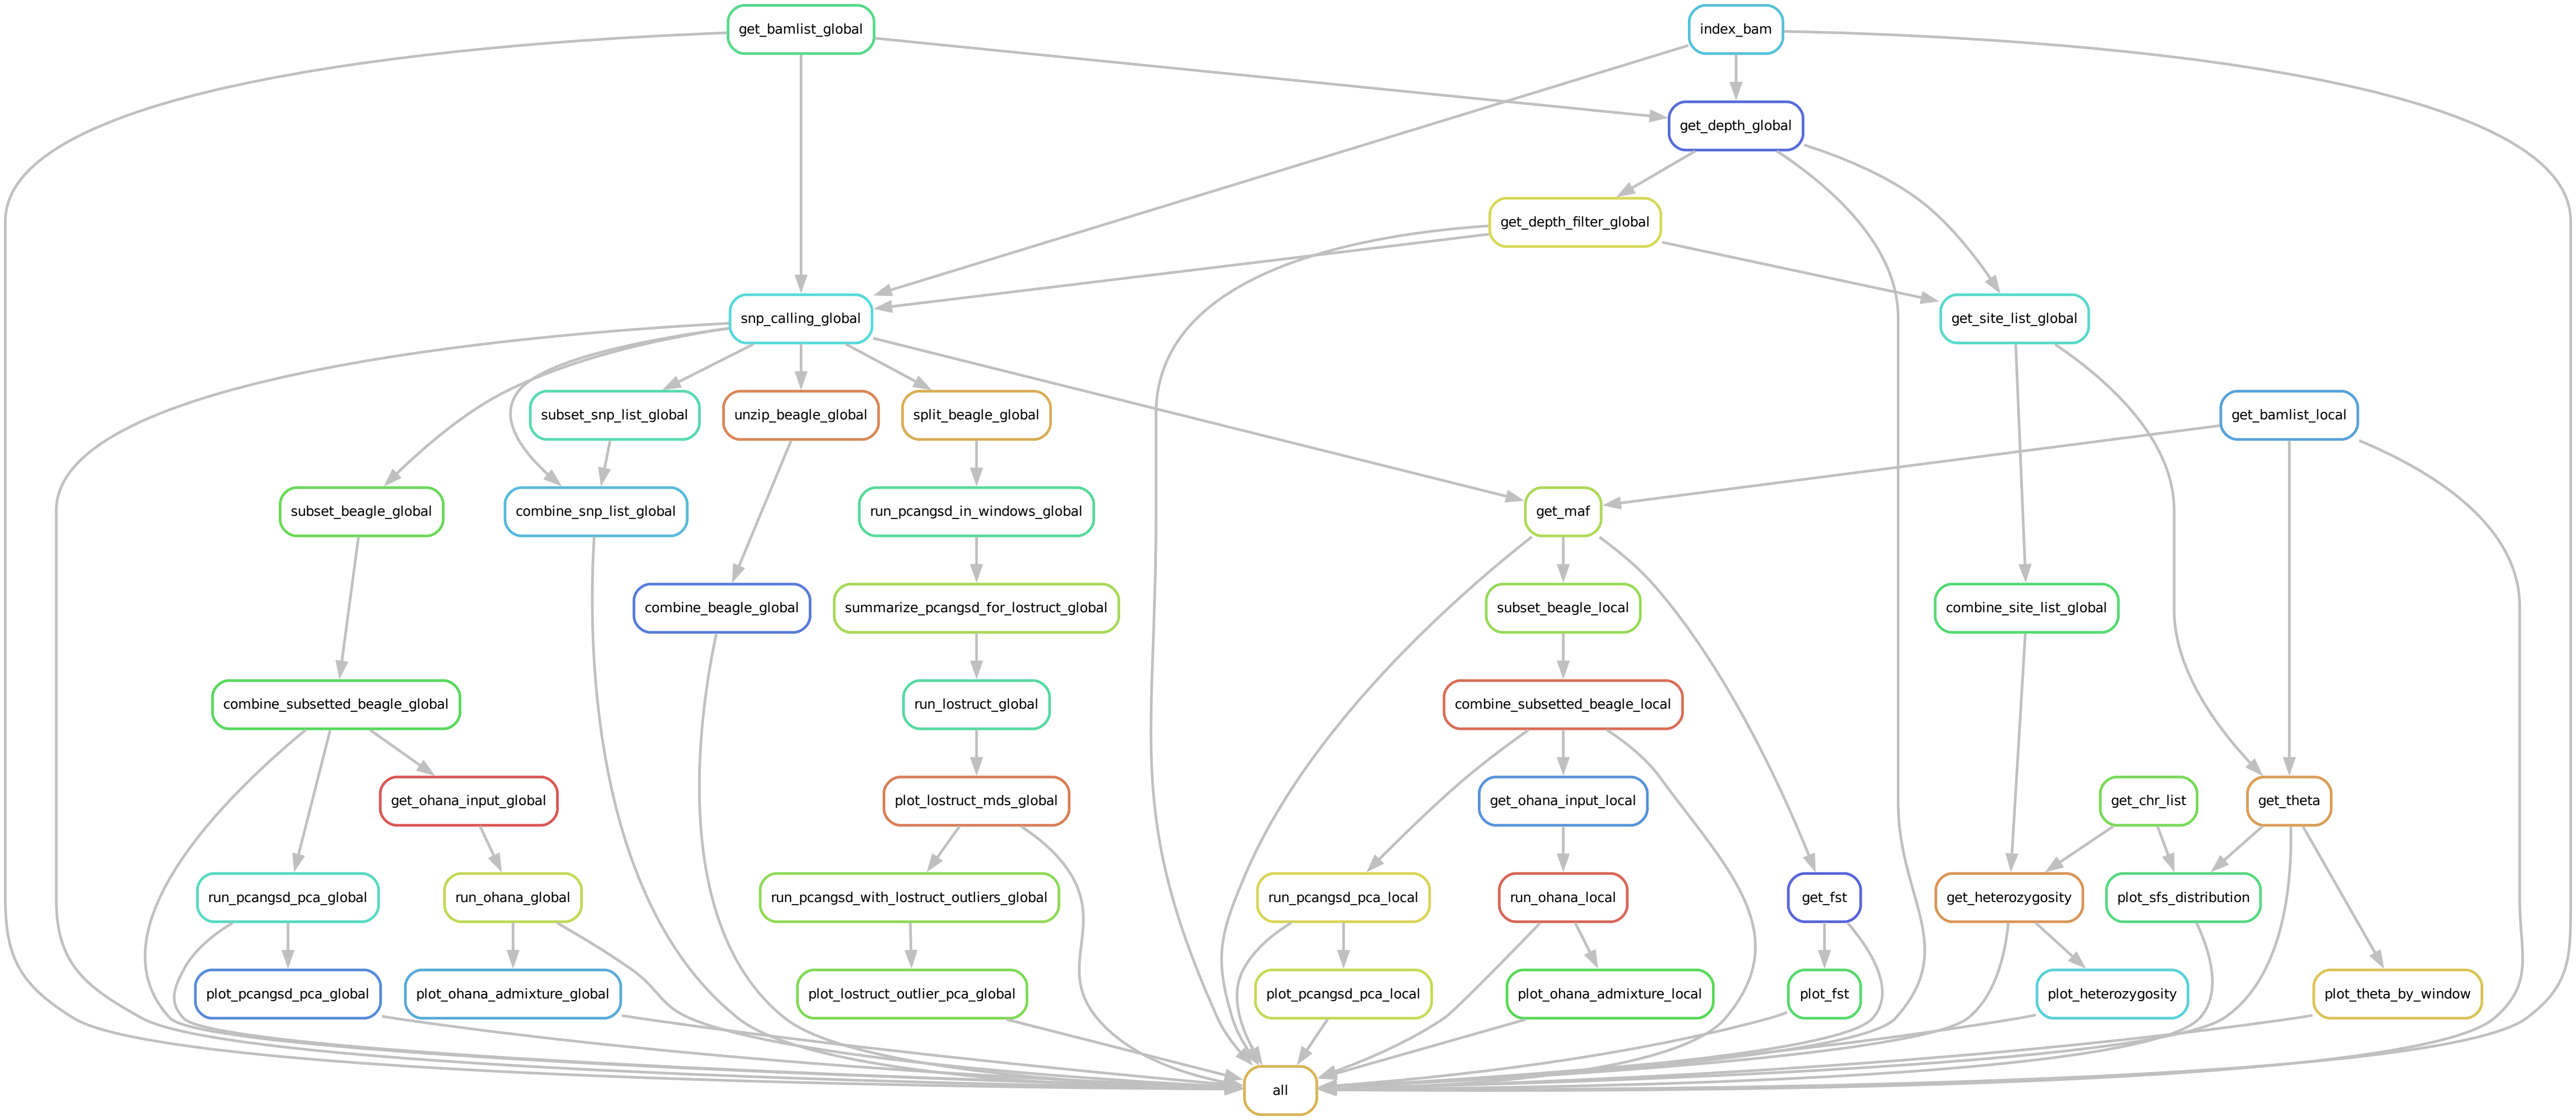 get_bamlist_global
index_bam
get_depth_global
get_depth_filter_global
snp_calling_global
get_site_list_global
subset_snp_list_global
unzip_beagle_global
split_beagle_global
get_bamlist_local
subset_beagle_global
combine_snp_list_global
run_pcangsd_in_windows_global
get_maf
combine_beagle_global
summarize_pcangsd_for_lostruct_global
subset_beagle_local
combine_site_list_global
combine_subsetted_beagle_global
run_lostruct_global
combine_subsetted_beagle_local
get_ohana_input_global
plot_lostruct_mds_global
get_ohana_input_local
get_chr_list
get_theta
run_pcangsd_pca_global
run_ohana_global
run_pcangsd_with_lostruct_outliers_global
run_pcangsd_pca_local
run_ohana_local
get_fst
get_heterozygosity
plot_sfs_distribution
plot_pcangsd_pca_global
plot_ohana_admixture_global
plot_lostruct_outlier_pca_global
plot_pcangsd_pca_local
plot_ohana_admixture_local
plot_fst
plot_heterozygosity
plot_theta_by_window
all